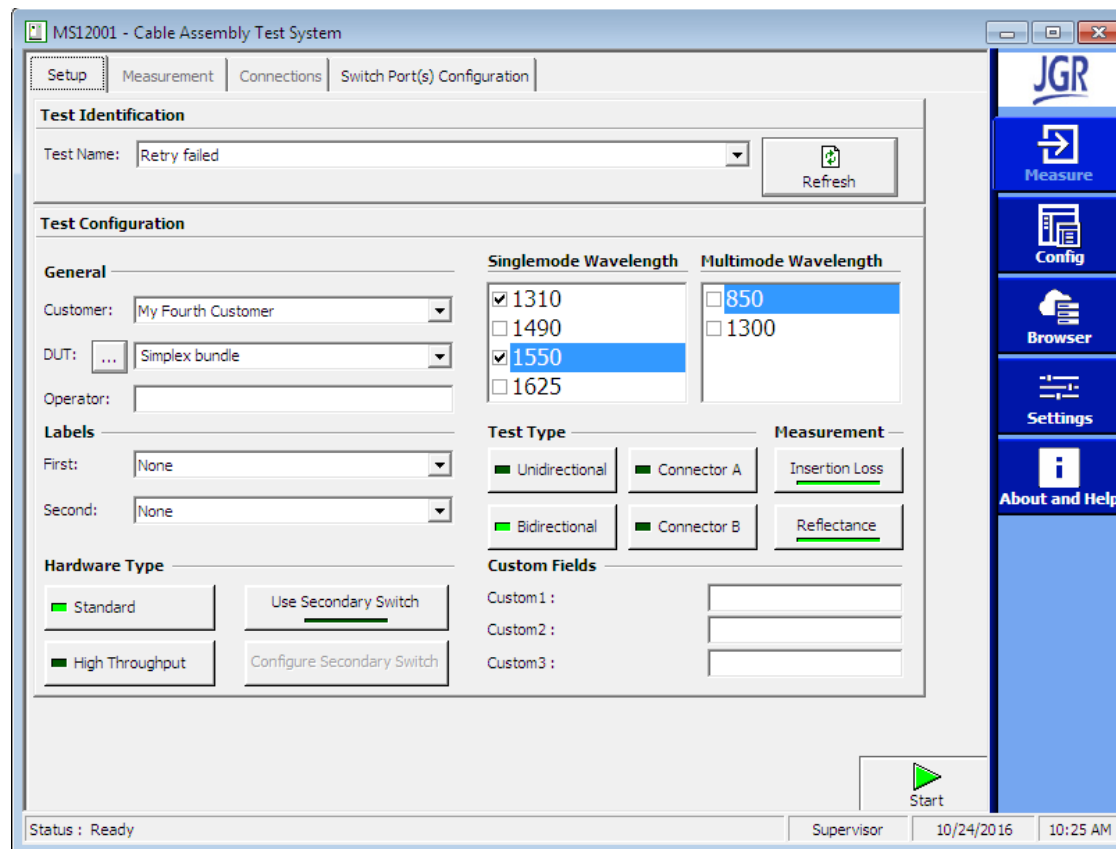 MS12001 - Cable Assembly Test System
Setup
Measurement
Connections
Switch Port(s) Configuration
JGR
Test Identification
Test Name:
Retry failed
Refresh
Measure
Test Configuration
Config
General
Customer:
My Fourth Customer
DUT:
...
Simplex bundle
Operator:
Singlemode Wavelength
1310
1490
1550
1625
Multimode Wavelength
850
1300
Browser
Settings
About and Help
Labels
First:
None
Second:
None
Test Type
Unidirectional
Connector A
Bidirectional
Connector B
Measurement
Insertion Loss
Reflectance
Hardware Type
Standard
Use Secondary Switch
High Throughput
Configure Secondary Switch
Custom Fields
Custom1 :
Custom2 :
Custom3 :
Start
Status : Ready
Supervisor
10/24/2016
10:25 AM